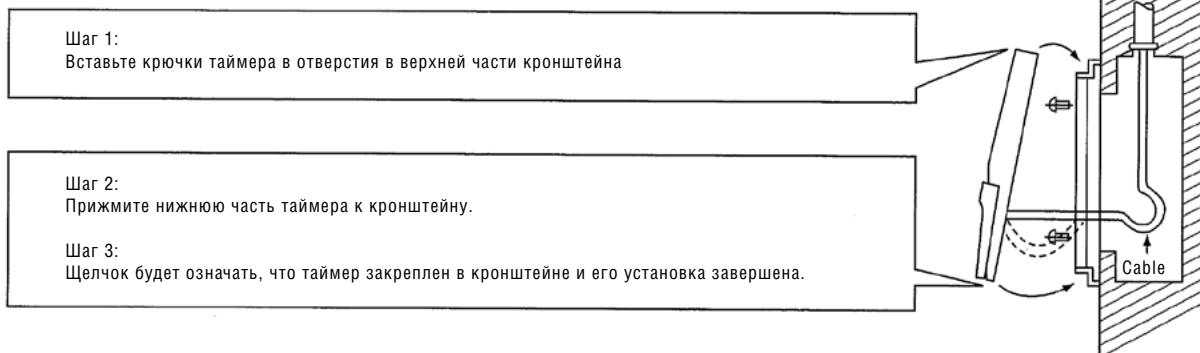 Шаг 1:
Вставьте крючки таймера в отверстия в верхней части кронштейна
Шаг 2:
Прижмите нижнюю часть таймера к кронштейну.
Шаг 3:
Щелчок будет означать, что таймер закреплен в кронштейне и его установка завершена.
Cable